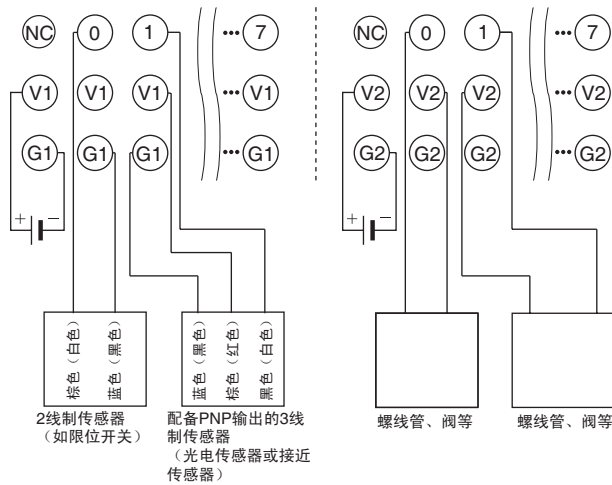 NC 0 1 ···7 NC 0 1 ···7
V1 V1 V1 ···V1 V2 V2 V2 ···V2
G1 G1 G1 ···G1 G2 G2 G2 ···G2
+ − + −
棕色（白色）
蓝色（黑色）
蓝色（黑色）
棕色（红色）
黑色（白色）
2线制传感器
（如限位开关）
配备PNP输出的3线
制传感器
（光电传感器或接近
传感器）
螺线管、阀等
螺线管、阀等